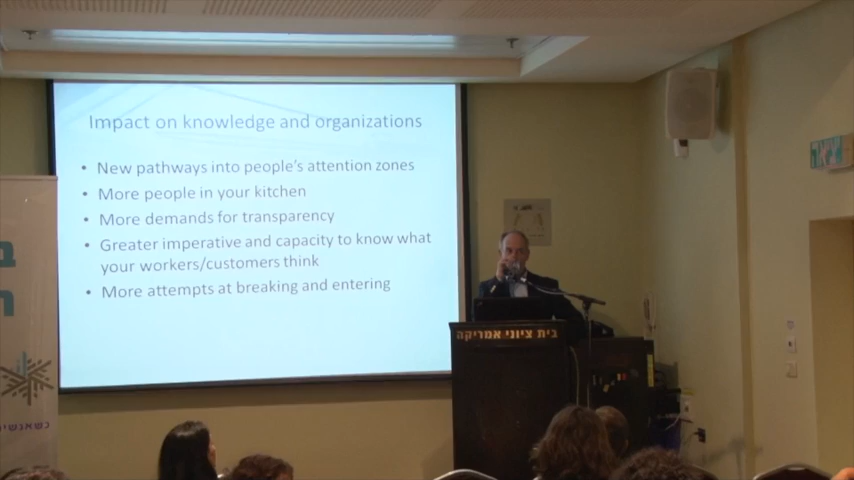 Impact on knowledge and organizations
• New pathways into people's attention zones
• More people in your kitchen
• More demands for transparency
• Greater imperative and capacity to know what
your workers/customers think
• More attempts at breaking and entering
בית ציוני אמריקה
יציאה
כשאנשי